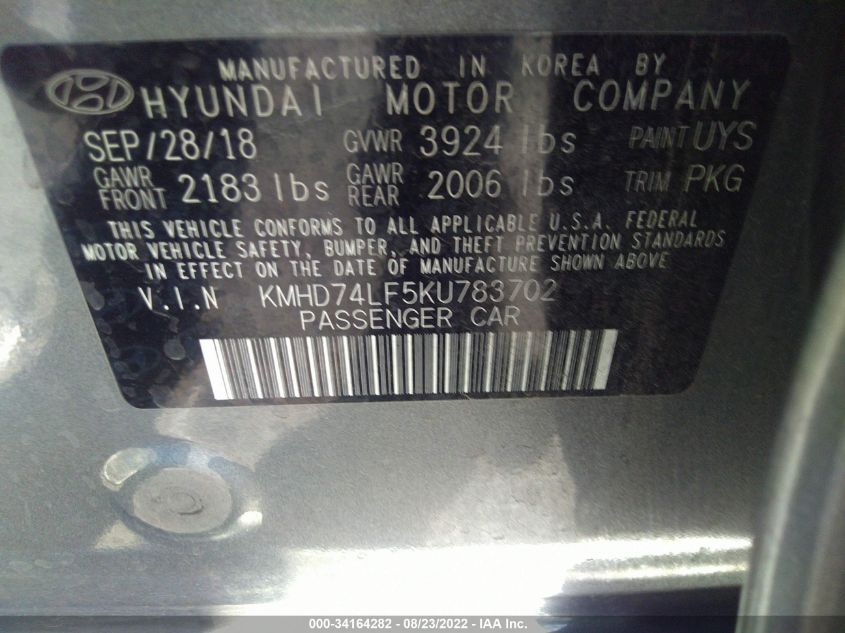 MANUFACTURED IN KOREA BY
HYUNDAI MOTOR COMPANY
SEP/28/18 GVWR 3924 lbs PAINT UYS
GAWR FRONT 2183 lbs GAWR REAR 2006 lbs TRIM PKG
THIS VEHICLE CONFORMS TO ALL APPLICABLE U.S.A. FEDERAL
MOTOR VEHICLE SAFETY, BUMPER, AND THEFT PREVENTION STANDARDS
IN EFFECT ON THE DATE OF MANUFACTURE SHOWN ABOVE
V.I.N KMHD74LF5KU783702
PASSENGER CAR
000-34164282 - 08/23/2022 - IAA Inc.